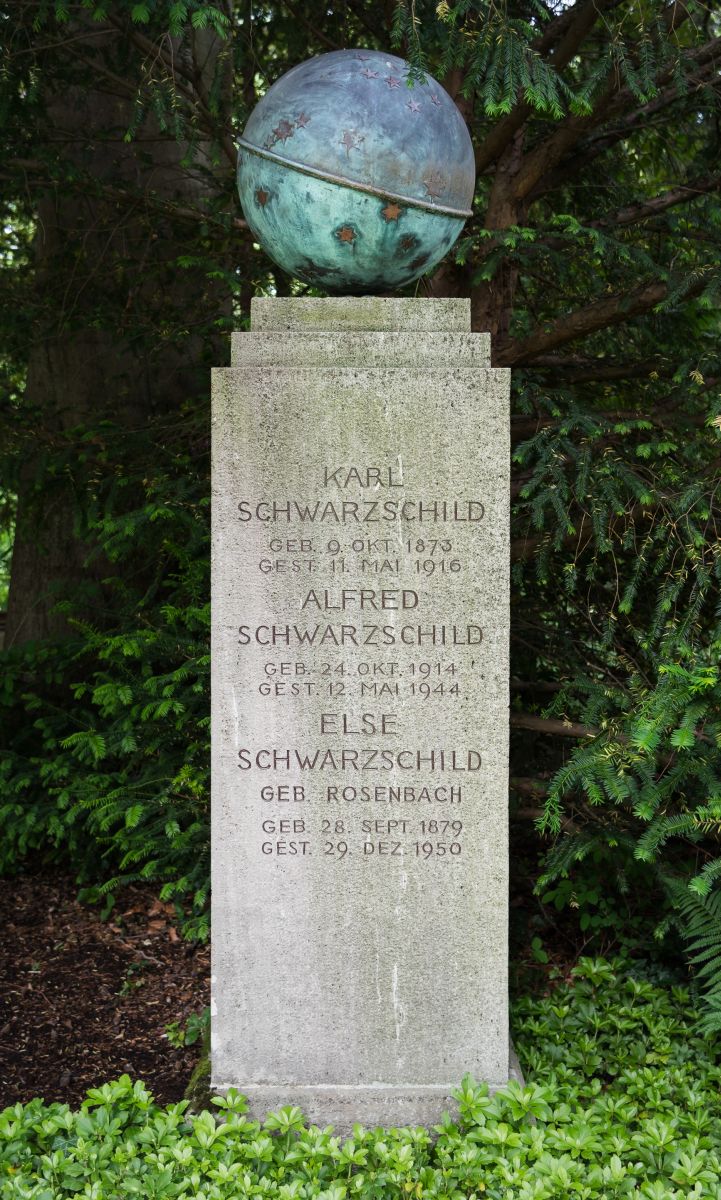 KARL
SCHWARZSCHILD
GEB. 9. OKT. 1873
GEST. 11. MAI 1916
ALFRED
SCHWARZSCHILD
GEB. 24. OKT. 1914
GEST. 12. MAI 1944
ELSE
SCHWARZSCHILD
GEB. ROSENBACH
GEB. 28. SEPT. 1879
GEST. 29. DEZ. 1950